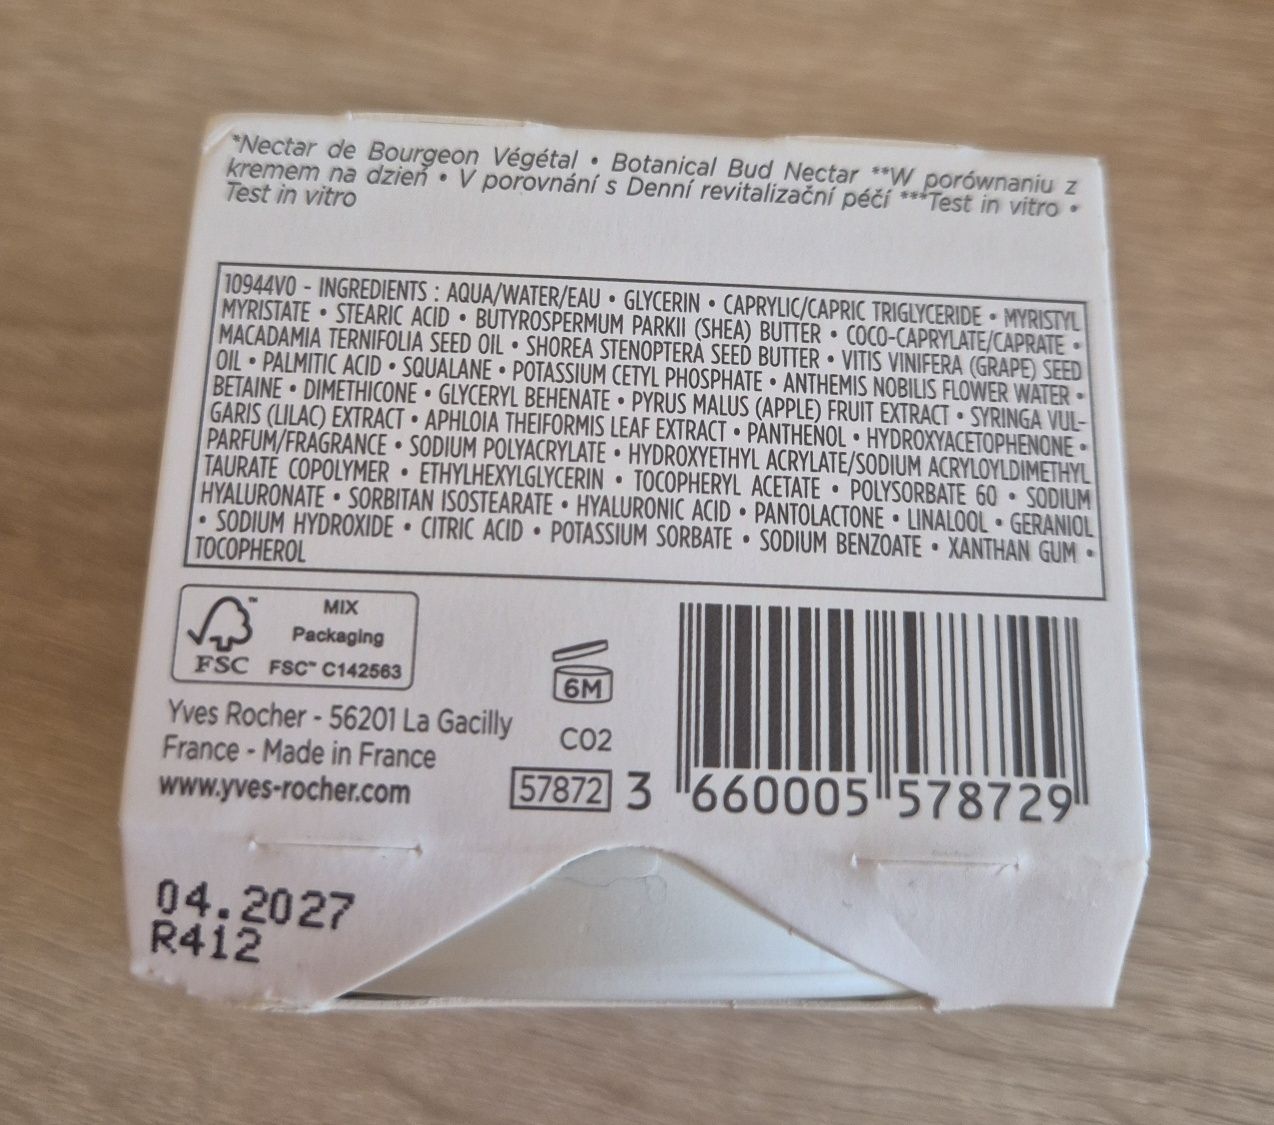 *Nectar de Bourgeon Végétal • Botanical Bud Nectar **W porównaniu z
kremem na dzień • V porovnání s Denní revitalizační péčí ***Test in vitro •
Test in vitro
10944V0 - INGREDIENTS : AQUA/WATER/EAU • GLYCERIN • CAPRYLIC/CAPRIC TRIGLYCERIDE • MYRISTYL
MYRISTATE • STEARIC ACID • BUTYROSPERMUM PARKII (SHEA) BUTTER • COCO-CAPRYLATE/CAPRATE •
MACADAMIA TERNIFOLIA SEED OIL • SHOREA STENOPTERA SEED BUTTER • VITIS VINIFERA (GRAPE) SEED
OIL • PALMITIC ACID • SQUALANE • POTASSIUM CETYL PHOSPHATE • ANTHEMIS NOBILIS FLOWER WATER •
BETAINE • DIMETHICONE • GLYCERYL BEHENATE • PYRUS MALUS (APPLE) FRUIT EXTRACT • SYRINGA VUL-
GARIS (LILAC) EXTRACT • APHLOIA THEIFORMIS LEAF EXTRACT • PANTHENOL • HYDROXYACETOPHENONE •
PARFUM/FRAGRANCE • SODIUM POLYACRYLATE • HYDROXYETHYL ACRYLATE/SODIUM ACRYLOYLDIMETHYL
TAURATE COPOLYMER • ETHYLHEXYLGLYCERIN • TOCOPHERYL ACETATE • POLYSORBATE 60 • SODIUM
HYALURONATE • SORBITAN ISOSTEARATE • HYALURONIC ACID • PANTOLACTONE • LINALOOL • GERANIOL
• SODIUM HYDROXIDE • CITRIC ACID • POTASSIUM SORBATE • SODIUM BENZOATE • XANTHAN GUM •
TOCOPHEROL
MIX
Packaging
FSC FSC™ C142563
6M
Yves Rocher - 56201 La Gacilly
France - Made in France
www.yves-rocher.com
C02
57872
3 660005 578729
04.2027
R412